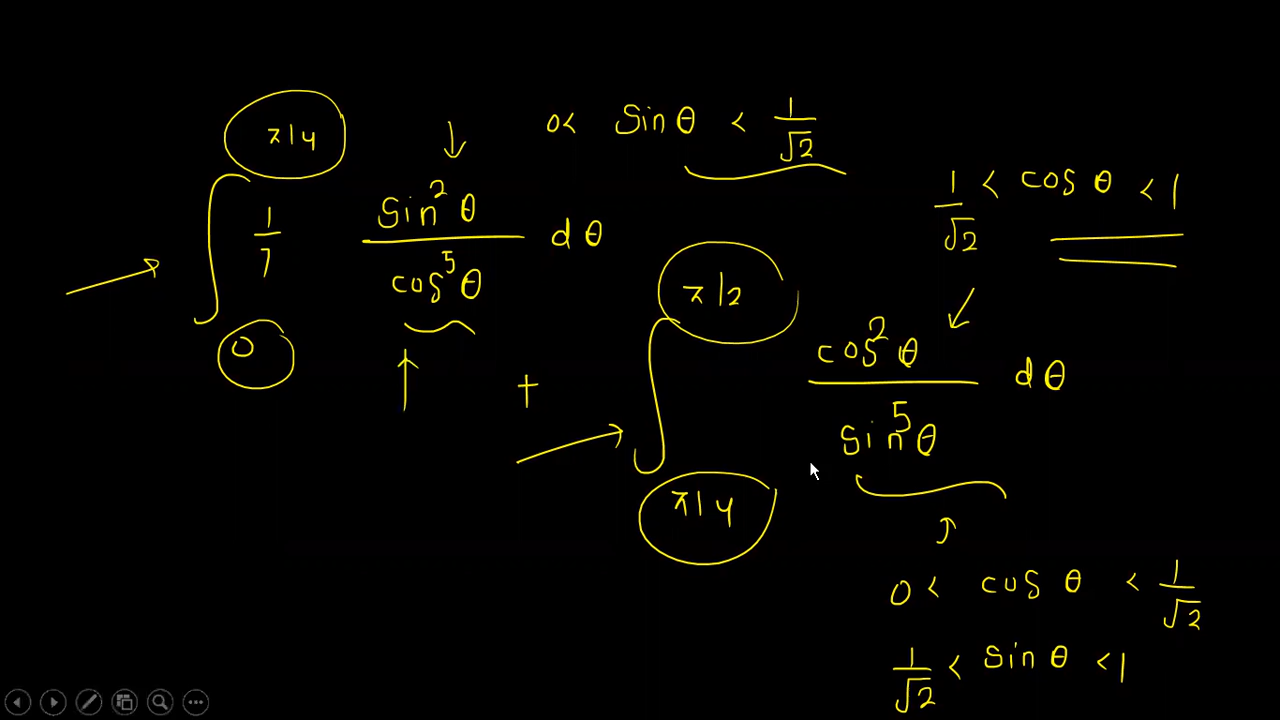 0< sin θ < 1/√2
π/4
∫ 1/7 sin²θ/cos⁵θ dθ
0
1/√2 < cos θ < 1
+
π/2
∫ cos²θ/sin⁵θ dθ
π/4
0 < cos θ < 1/√2
1/√2 < sin θ < 1